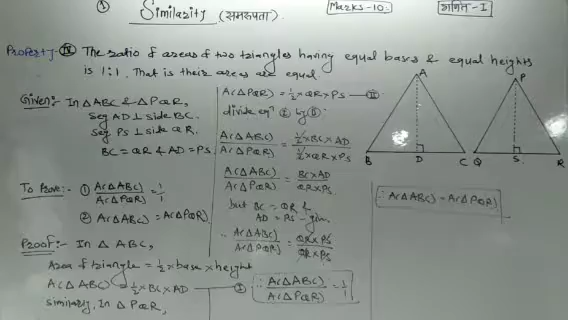 ① Similarity (समरूपता).
Marks-10.
गणित-I
Property-Ⅳ The ratio of areas of two triangles having equal bases & equal heights
is 1:1. That is their areas are equal.
Given:- In △ABC & △PQR,
seg AD ⊥ side BC.
seg PS ⊥ side QR.
BC = QR & AD = PS.
To Prove:- ① A(△ABC)/A(△PQR) = 1/1
② A(△ABC) = A(△PQR)
Proof:- In △ABC,
Area of triangle = 1/2 × base × height
A(△ABC) = 1/2 × BC × AD —— Ⅰ
similarly, In △PQR,
A(△PQR) = 1/2 × QR × PS — Ⅱ
divide eqn Ⅰ by Ⅱ
A(△ABC)/A(△PQR) = 1/2 × BC × AD / 1/2 × QR × PS
A(△ABC)/A(△PQR) = BC × AD / QR × PS
but BC = QR &
AD = PS - given.
∴ A(△ABC)/A(△PQR) = QR × PS / QR × PS
∴ A(△ABC)/A(△PQR) = 1/1
A P
B D C Q S R
∴ A(△ABC) = A(△PQR)